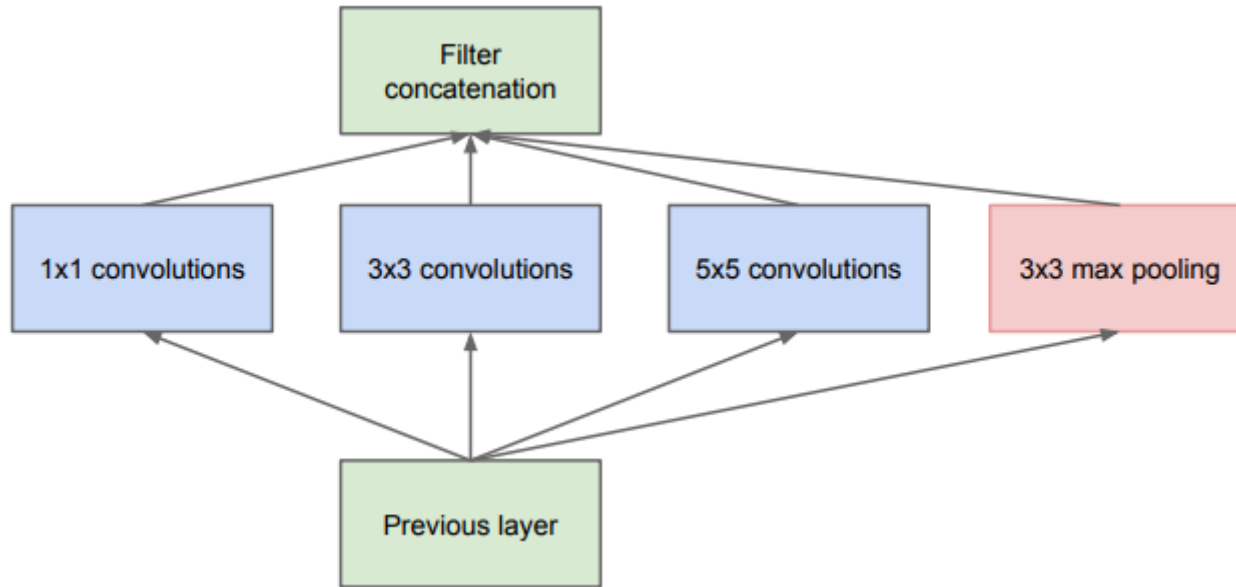 Filter
concatenation
1x1 convolutions
3x3 convolutions
5x5 convolutions
3x3 max pooling
Previous layer